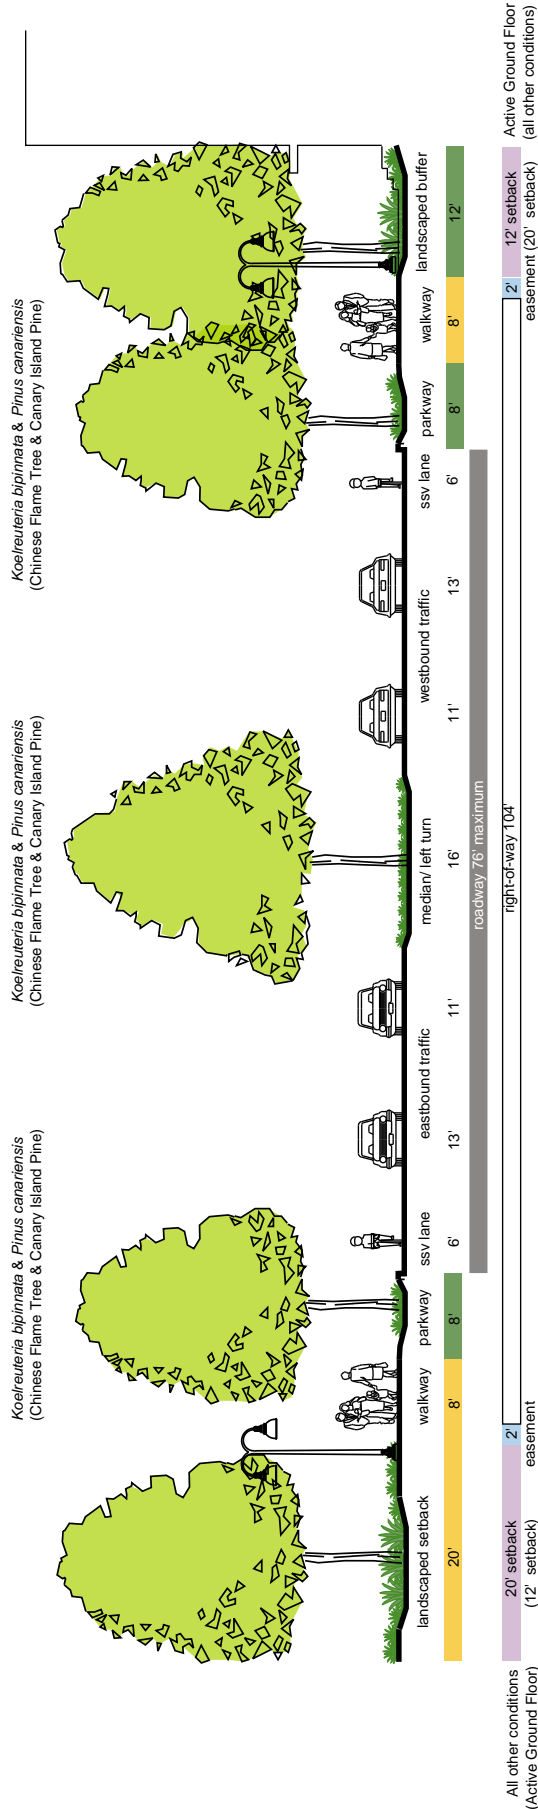 Koelreuteria bipinnata & Pinus canariensis
(Chinese Flame Tree & Canary Island Pine)
Koelreuteria bipinnata & Pinus canariensis
(Chinese Flame Tree & Canary Island Pine)
Koelreuteria bipinnata & Pinus canariensis
(Chinese Flame Tree & Canary Island Pine)
landscaped setback
walkway
parkway
ssv lane
eastbound traffic
median/ left turn
westbound traffic
ssv lane
parkway
walkway
landscaped buffer
20'
8'
8'
6'
13'
11'
16'
11'
13'
6'
8'
8'
12'
roadway 76' maximum
All other conditions
(Active Ground Floor)
20' setback
(12' setback)
2'
easement
right-of-way 104'
2'
12' setback
easement (20' setback)
Active Ground Floor
(all other conditions)